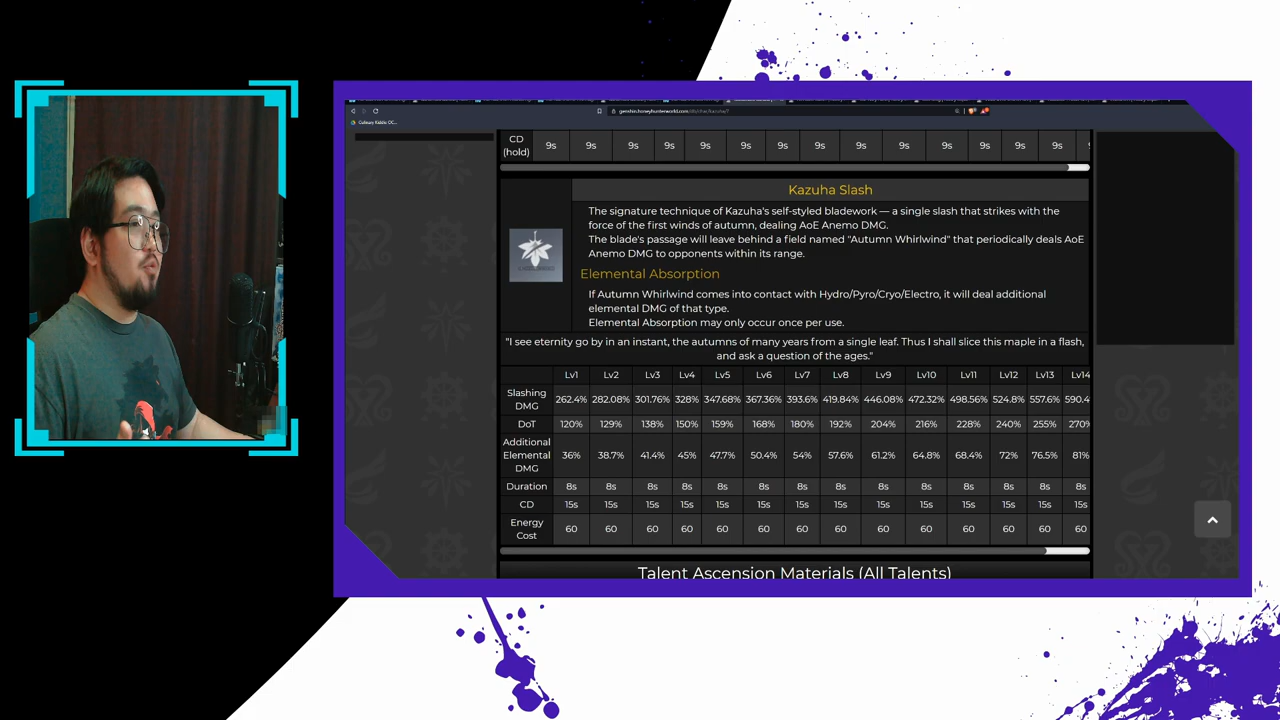 genshin.honeyhunterworld.com
Culinary Kiddie OC...
CD (hold) 9s 9s 9s 9s 9s 9s 9s 9s 9s 9s 9s 9s 9s
Kazuha Slash
The signature technique of Kazuha's self-styled bladework — a single slash that strikes with the
force of the first winds of autumn, dealing AoE Anemo DMG.
The blade's passage will leave behind a field named "Autumn Whirlwind" that periodically deals AoE
Anemo DMG to opponents within its range.
Elemental Absorption
If Autumn Whirlwind comes into contact with Hydro/Pyro/Cryo/Electro, it will deal additional
elemental DMG of that type.
Elemental Absorption may only occur once per use.
"I see eternity go by in an instant, the autumns of many years from a single leaf. Thus I shall slice this maple in a flash,
and ask a question of the ages."
Lv1 Lv2 Lv3 Lv4 Lv5 Lv6 Lv7 Lv8 Lv9 Lv10 Lv11 Lv12 Lv13 Lv14
Slashing DMG 262.4% 282.08% 301.76% 328% 347.68% 367.36% 393.6% 419.84% 446.08% 472.32% 498.56% 524.8% 557.6% 590.4
DoT 120% 129% 138% 150% 159% 168% 180% 192% 204% 216% 228% 240% 255% 270%
Additional Elemental DMG 36% 38.7% 41.4% 45% 47.7% 50.4% 54% 57.6% 61.2% 64.8% 68.4% 72% 76.5% 81%
Duration 8s 8s 8s 8s 8s 8s 8s 8s 8s 8s 8s 8s 8s 8s
CD 15s 15s 15s 15s 15s 15s 15s 15s 15s 15s 15s 15s 15s 15s
Energy Cost 60 60 60 60 60 60 60 60 60 60 60 60 60 60
Talent Ascension Materials (All Talents)